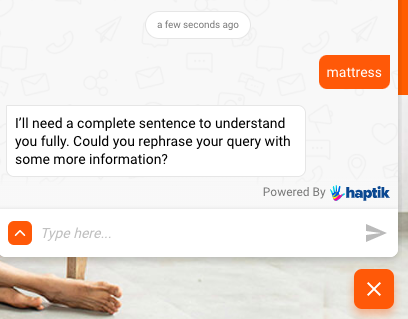 a few seconds ago
mattress
I'll need a complete sentence to understand
you fully. Could you rephrase your query with
some more information?
Powered By haptik
Type here...